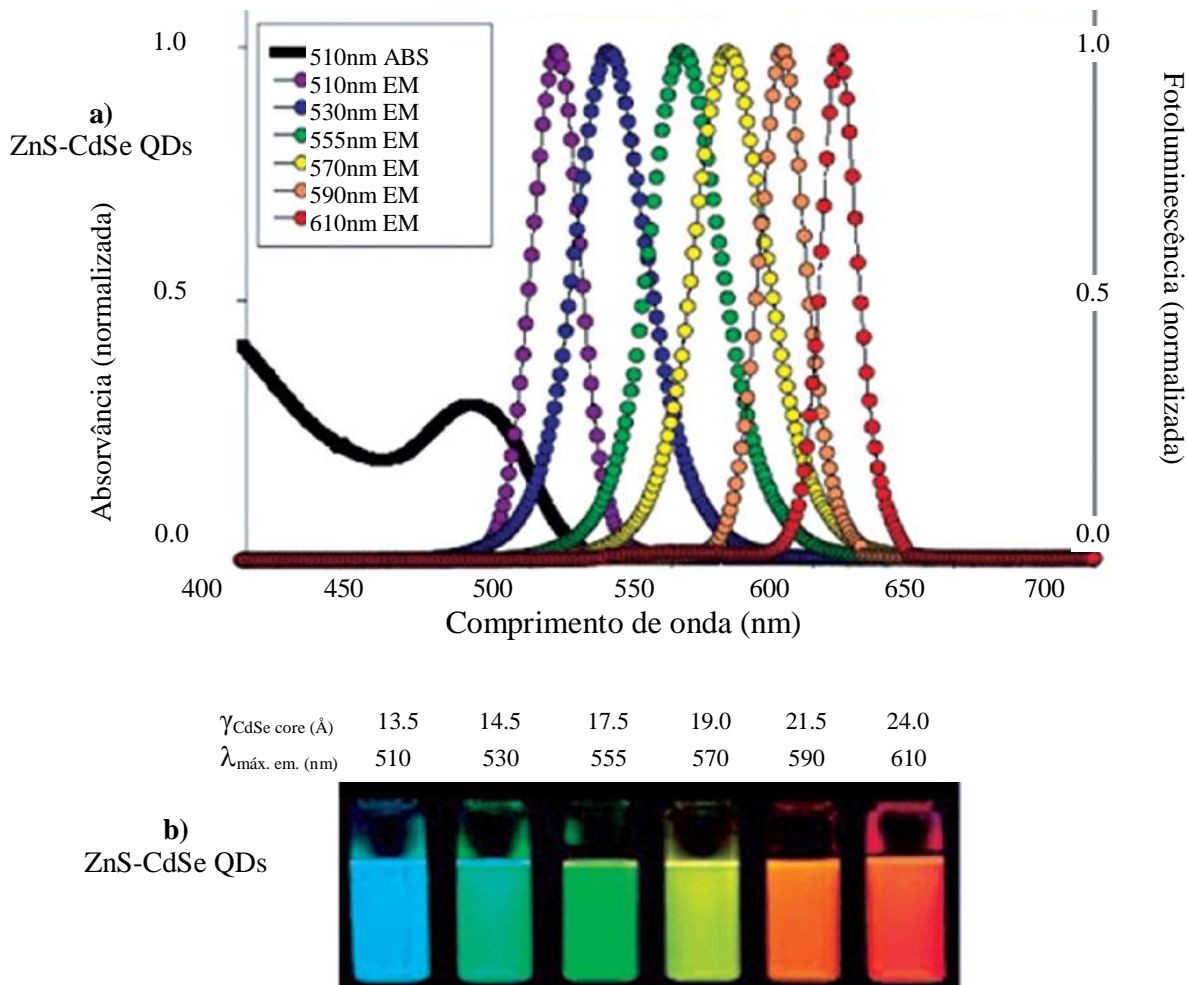 1.0
1.0
510nm ABS
510nm EM
530nm EM
555nm EM
570nm EM
590nm EM
610nm EM
a)
ZnS-CdSe QDs
Absorvância (normalizada)
Fotoluminescência (normalizada)
0.5
0.5
0.0
0.0
400 450 500 550 600 650 700
Comprimento de onda (nm)
γCdSe core (Å) 13.5 14.5 17.5 19.0 21.5 24.0
λmáx. em. (nm) 510 530 555 570 590 610
b)
ZnS-CdSe QDs